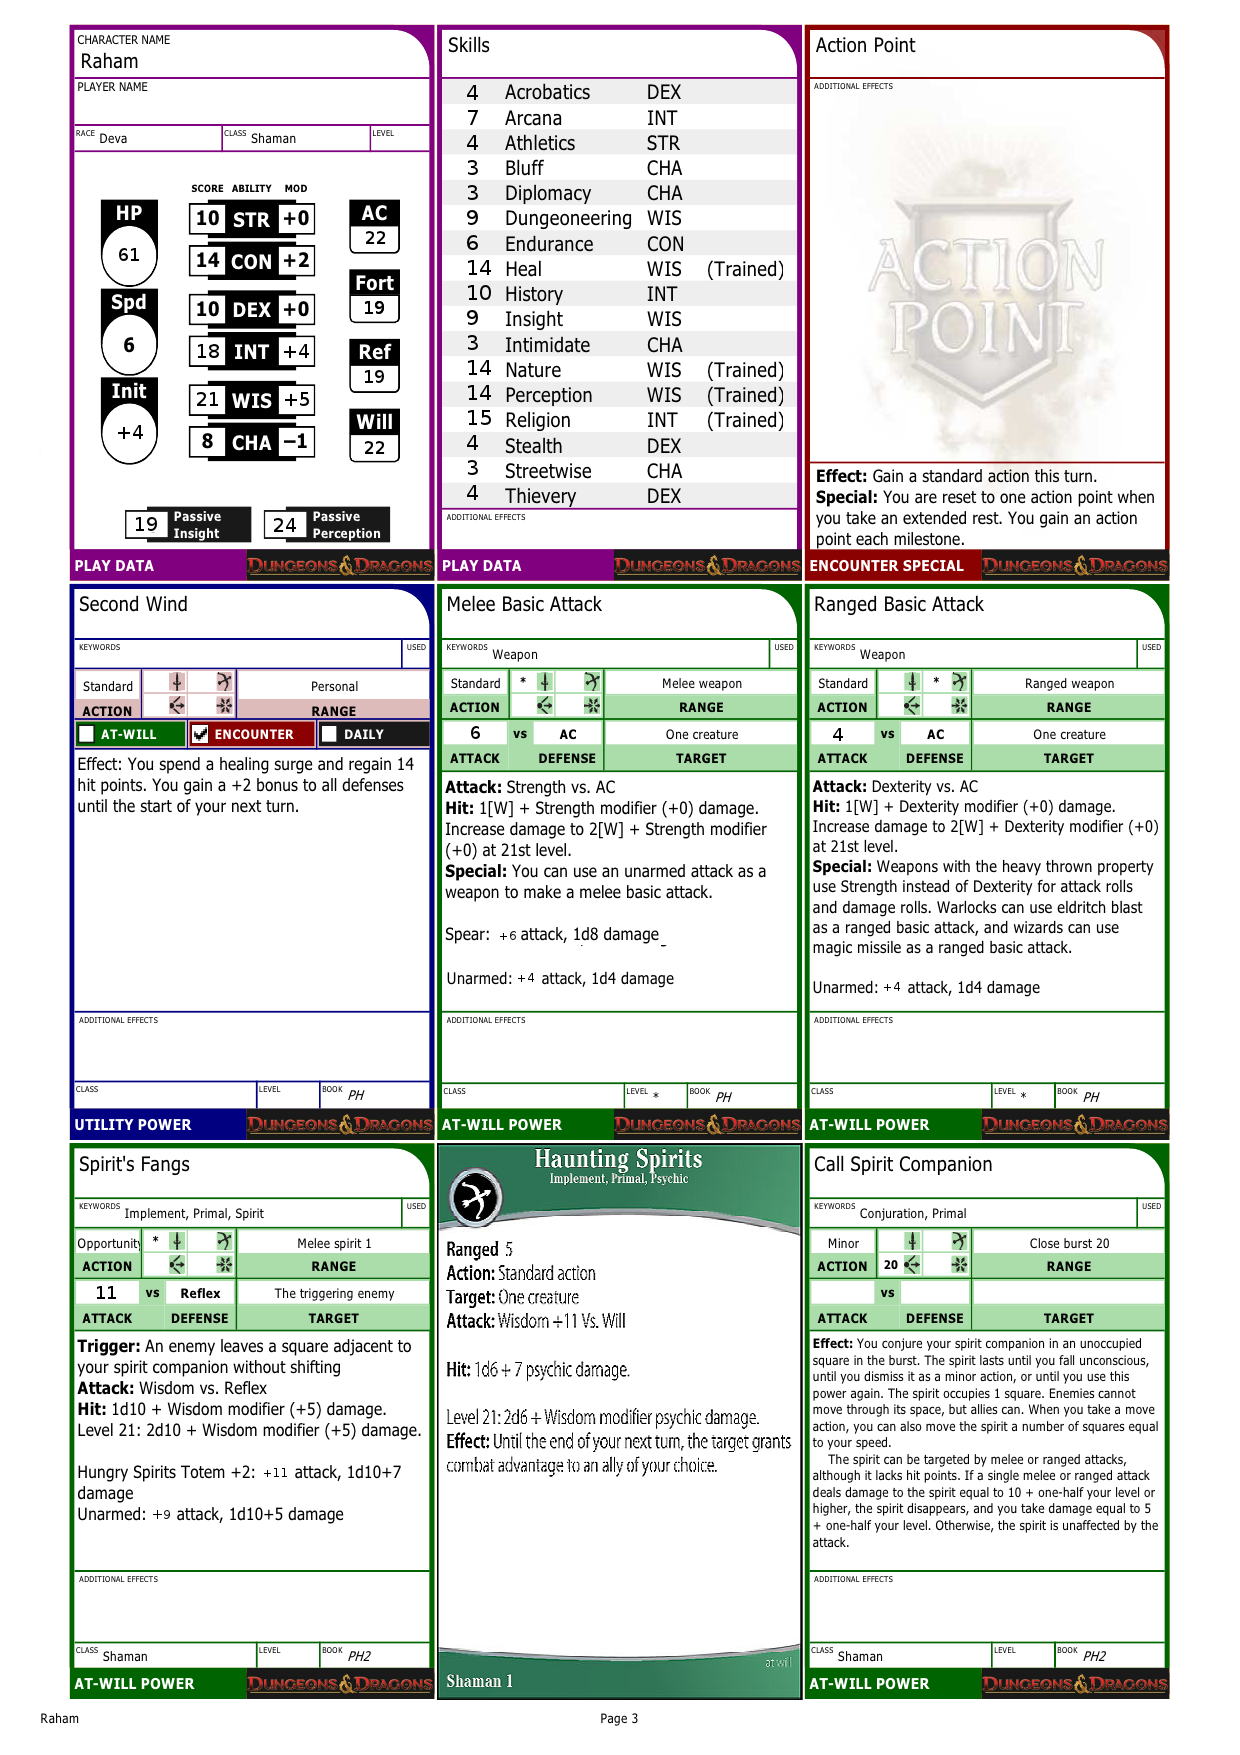 CHARACTER NAME
Raham
PLAYER NAME
RACE Deva CLASS Shaman LEVEL
SCORE ABILITY MOD
HP
61
Spd
6
Init
+4
10 STR +0
14 CON +2
10 DEX +0
18 INT +4
21 WIS +5
8 CHA −1
AC
22
Fort
19
Ref
19
Will
22
19 Passive Insight
24 Passive Perception
PLAY DATA DUNGEONS & DRAGONS
Skills
4 Acrobatics DEX
7 Arcana INT
4 Athletics STR
3 Bluff CHA
3 Diplomacy CHA
9 Dungeoneering WIS
6 Endurance CON
14 Heal WIS (Trained)
10 History INT
9 Insight WIS
3 Intimidate CHA
14 Nature WIS (Trained)
14 Perception WIS (Trained)
15 Religion INT (Trained)
4 Stealth DEX
3 Streetwise CHA
4 Thievery DEX
ADDITIONAL EFFECTS
PLAY DATA DUNGEONS & DRAGONS
Action Point
ADDITIONAL EFFECTS
ACTION
POINT
Effect: Gain a standard action this turn.
Special: You are reset to one action point when
you take an extended rest. You gain an action
point each milestone.
ENCOUNTER SPECIAL DUNGEONS & DRAGONS
Second Wind
KEYWORDS USED
Standard Personal
ACTION RANGE
AT-WILL ENCOUNTER DAILY
Effect: You spend a healing surge and regain 14
hit points. You gain a +2 bonus to all defenses
until the start of your next turn.
ADDITIONAL EFFECTS
CLASS LEVEL BOOK PH
UTILITY POWER DUNGEONS & DRAGONS
Melee Basic Attack
KEYWORDS Weapon USED
Standard * Melee weapon
ACTION RANGE
6 vs AC One creature
ATTACK DEFENSE TARGET
Attack: Strength vs. AC
Hit: 1[W] + Strength modifier (+0) damage.
Increase damage to 2[W] + Strength modifier
(+0) at 21st level.
Special: You can use an unarmed attack as a
weapon to make a melee basic attack.
Spear: +6 attack, 1d8 damage
Unarmed: +4 attack, 1d4 damage
ADDITIONAL EFFECTS
CLASS LEVEL * BOOK PH
AT-WILL POWER DUNGEONS & DRAGONS
Ranged Basic Attack
KEYWORDS Weapon USED
Standard * Ranged weapon
ACTION RANGE
4 vs AC One creature
ATTACK DEFENSE TARGET
Attack: Dexterity vs. AC
Hit: 1[W] + Dexterity modifier (+0) damage.
Increase damage to 2[W] + Dexterity modifier (+0)
at 21st level.
Special: Weapons with the heavy thrown property
use Strength instead of Dexterity for attack rolls
and damage rolls. Warlocks can use eldritch blast
as a ranged basic attack, and wizards can use
magic missile as a ranged basic attack.
Unarmed: +4 attack, 1d4 damage
ADDITIONAL EFFECTS
CLASS LEVEL * BOOK PH
AT-WILL POWER DUNGEONS & DRAGONS
Spirit's Fangs
KEYWORDS Implement, Primal, Spirit USED
Opportunity * Melee spirit 1
ACTION RANGE
11 vs Reflex The triggering enemy
ATTACK DEFENSE TARGET
Trigger: An enemy leaves a square adjacent to
your spirit companion without shifting
Attack: Wisdom vs. Reflex
Hit: 1d10 + Wisdom modifier (+5) damage.
Level 21: 2d10 + Wisdom modifier (+5) damage.
Hungry Spirits Totem +2: +11 attack, 1d10+7
damage
Unarmed: +9 attack, 1d10+5 damage
ADDITIONAL EFFECTS
CLASS Shaman LEVEL BOOK PH2
AT-WILL POWER DUNGEONS & DRAGONS
Haunting Spirits
Implement, Primal, Psychic
Ranged 5
Action: Standard action
Target: One creature
Attack: Wisdom +11 Vs. Will
Hit: 1d6 + 7 psychic damage.
Level 21: 2d6 + Wisdom modifier psychic damage.
Effect: Until the end of your next turn, the target grants
combat advantage to an ally of your choice.
at will
Shaman 1
Call Spirit Companion
KEYWORDS Conjuration, Primal USED
Minor Close burst 20
ACTION 20 RANGE
vs
ATTACK DEFENSE TARGET
Effect: You conjure your spirit companion in an unoccupied
square in the burst. The spirit lasts until you fall unconscious,
until you dismiss it as a minor action, or until you use this
power again. The spirit occupies 1 square. Enemies cannot
move through its space, but allies can. When you take a move
action, you can also move the spirit a number of squares equal
to your speed.
The spirit can be targeted by melee or ranged attacks,
although it lacks hit points. If a single melee or ranged attack
deals damage to the spirit equal to 10 + one-half your level or
higher, the spirit disappears, and you take damage equal to 5
+ one-half your level. Otherwise, the spirit is unaffected by the
attack.
ADDITIONAL EFFECTS
CLASS Shaman LEVEL BOOK PH2
AT-WILL POWER DUNGEONS & DRAGONS
Raham Page 3